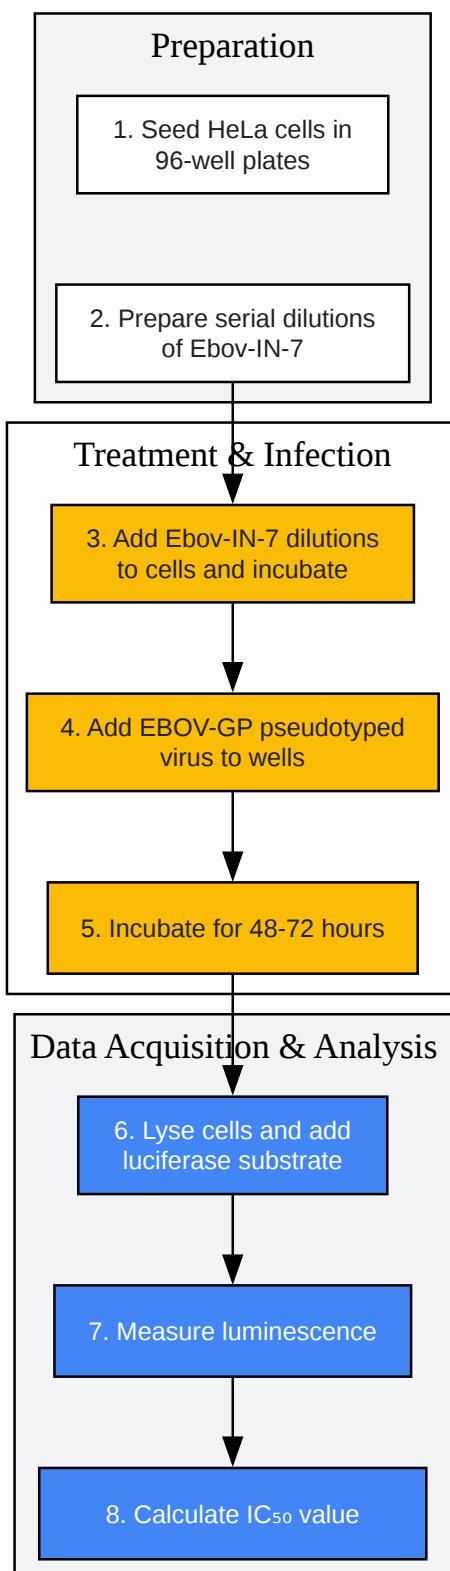 Preparation
1. Seed HeLa cells in
96-well plates
2. Prepare serial dilutions
of Ebov-IN-7
Treatment & Infection
3. Add Ebov-IN-7 dilutions
to cells and incubate
4. Add EBOV-GP pseudotyped
virus to wells
5. Incubate for 48-72 hours
Data Acquisition & Analysis
6. Lyse cells and add
luciferase substrate
7. Measure luminescence
8. Calculate IC₅₀ value